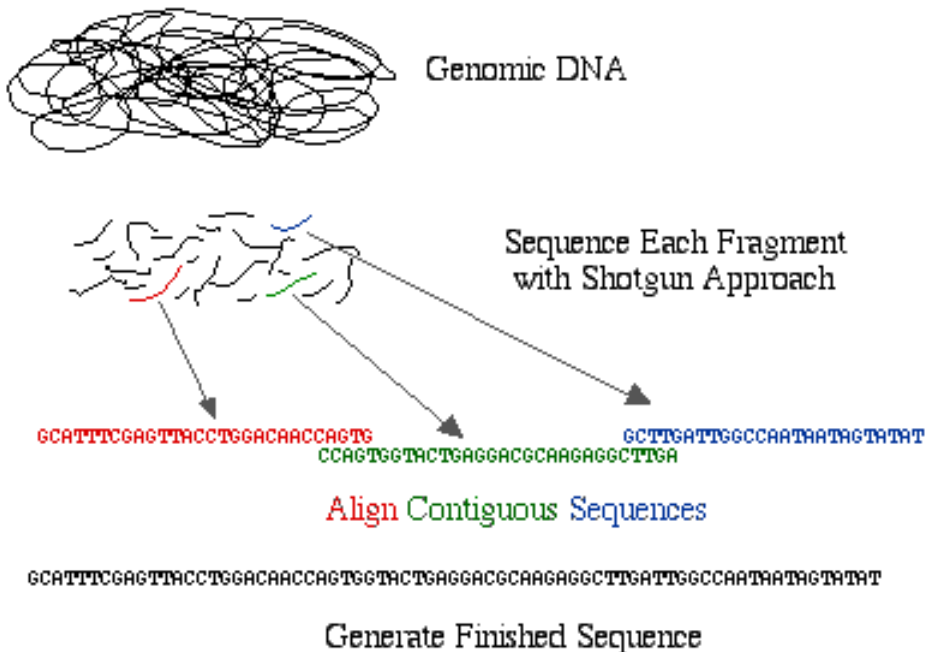 Genomic DNA
Sequence Each Fragment
with Shotgun Approach
GCATTTCGAGTTACCTGGACAACCAGTG
GCTTGATTGGCCAATAATAGTATAT
CCAGTGGTACTGAGGACGCAAGAGGCTTGA
Align Contiguous Sequences
GCATTTCGAGTTACCTGGACAACCAGTGGTACTGAGGACGCAAGAGGCTTGATTGGCCAATAATAGTATAT
Generate Finished Sequence